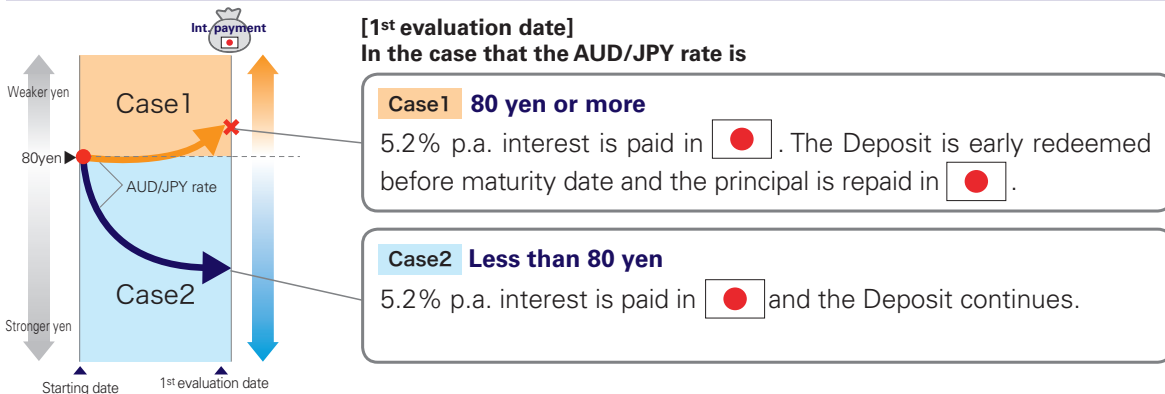 Int. payment
Weaker yen
Case1
80yen
AUD/JPY rate
Case2
Stronger yen
Starting date
1st evaluation date
[1st evaluation date]
In the case that the AUD/JPY rate is
Case1 80 yen or more
5.2% p.a. interest is paid in . The Deposit is early redeemed
before maturity date and the principal is repaid in .
Case2 Less than 80 yen
5.2% p.a. interest is paid in and the Deposit continues.